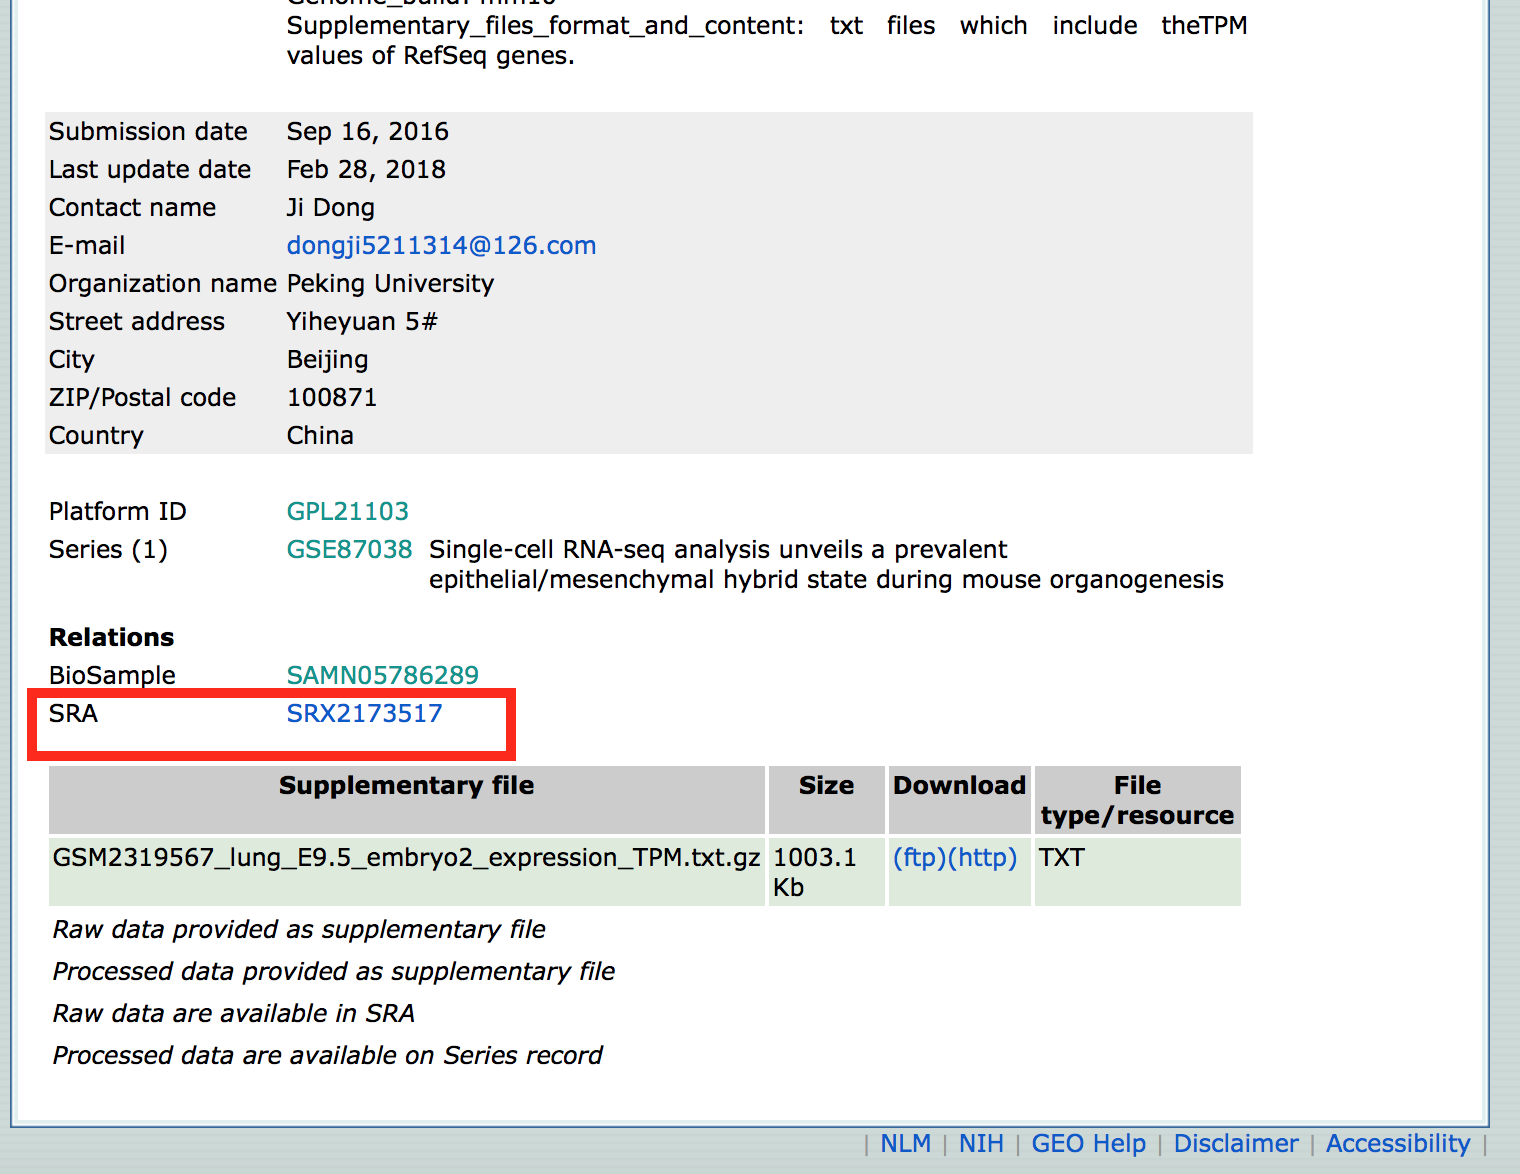 Genome_build: mm10
Supplementary_files_format_and_content: txt files which include theTPM
values of RefSeq genes.
Submission date Sep 16, 2016
Last update date Feb 28, 2018
Contact name Ji Dong
E-mail dongji5211314@126.com
Organization name Peking University
Street address Yiheyuan 5#
City Beijing
ZIP/Postal code 100871
Country China
Platform ID GPL21103
Series (1) GSE87038 Single-cell RNA-seq analysis unveils a prevalent
epithelial/mesenchymal hybrid state during mouse organogenesis
Relations
BioSample SAMN05786289
SRA SRX2173517
Supplementary file Size Download File
type/resource
GSM2319567_lung_E9.5_embryo2_expression_TPM.txt.gz 1003.1 (ftp)(http) TXT
Kb
Raw data provided as supplementary file
Processed data provided as supplementary file
Raw data are available in SRA
Processed data are available on Series record
| NLM | NIH | GEO Help | Disclaimer | Accessibility |